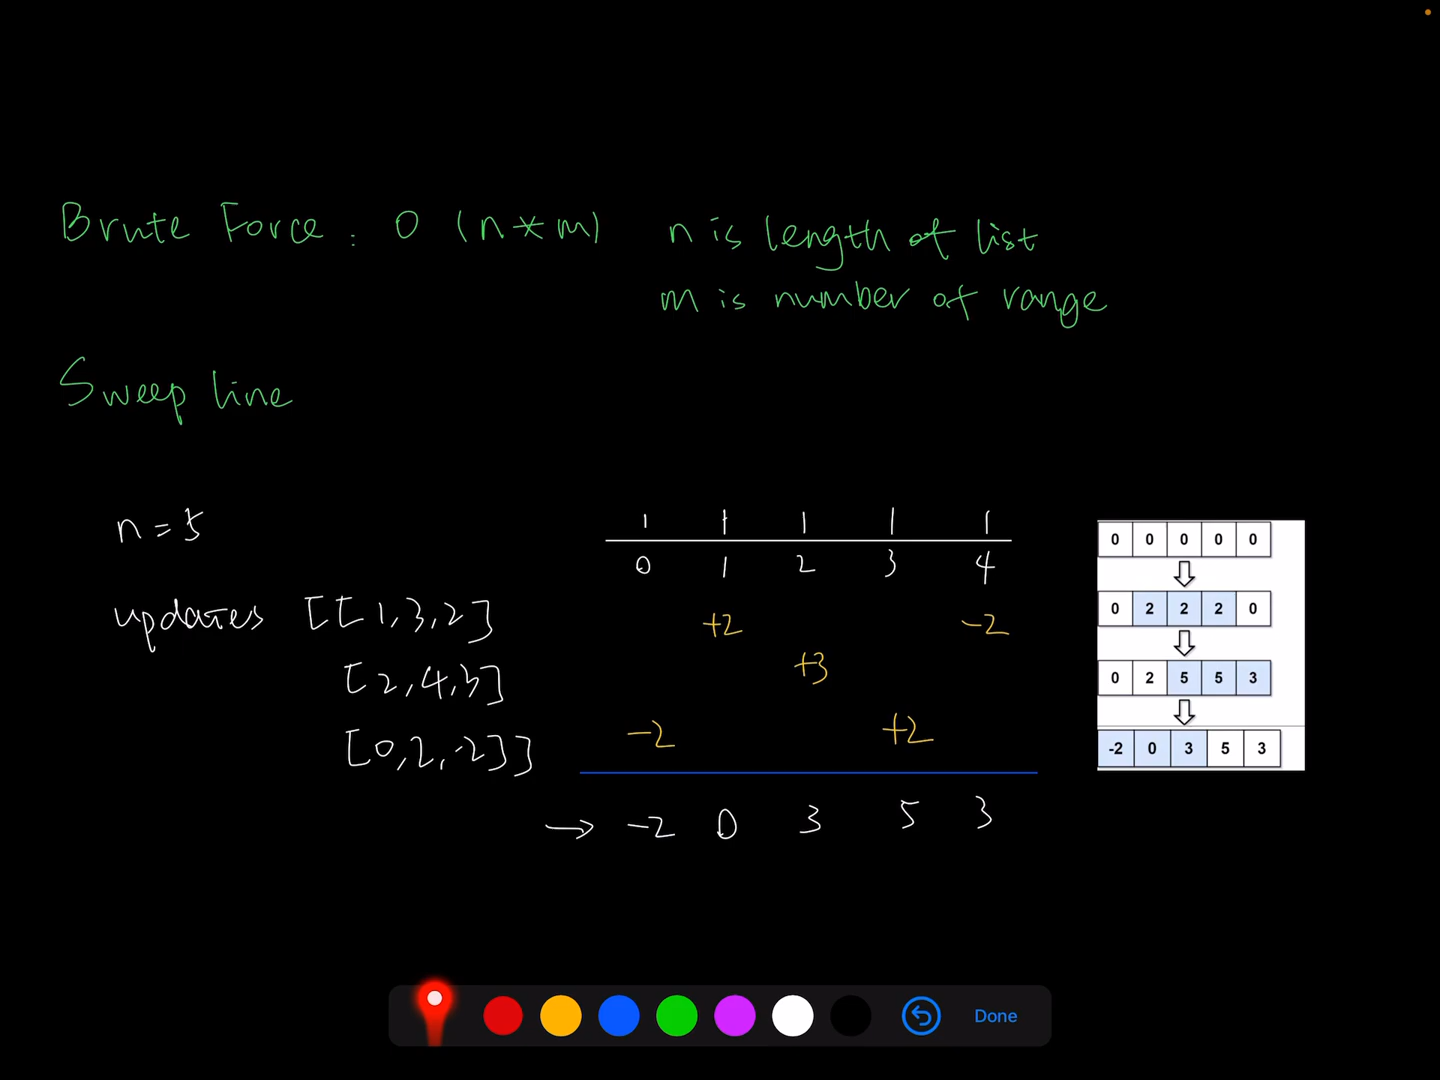 Brute Force : O (n*m) n is length of list
m is number of range
Sweep line
n=5
updates [[1,3,2]
[2,4,3]
[0,2,-2]]
0 1 2 3 4
+2 -2
+3
-2 +2
→ -2 0 3 5 3
0 0 0 0 0
0 2 2 2 0
0 2 5 5 3
-2 0 3 5 3
Done